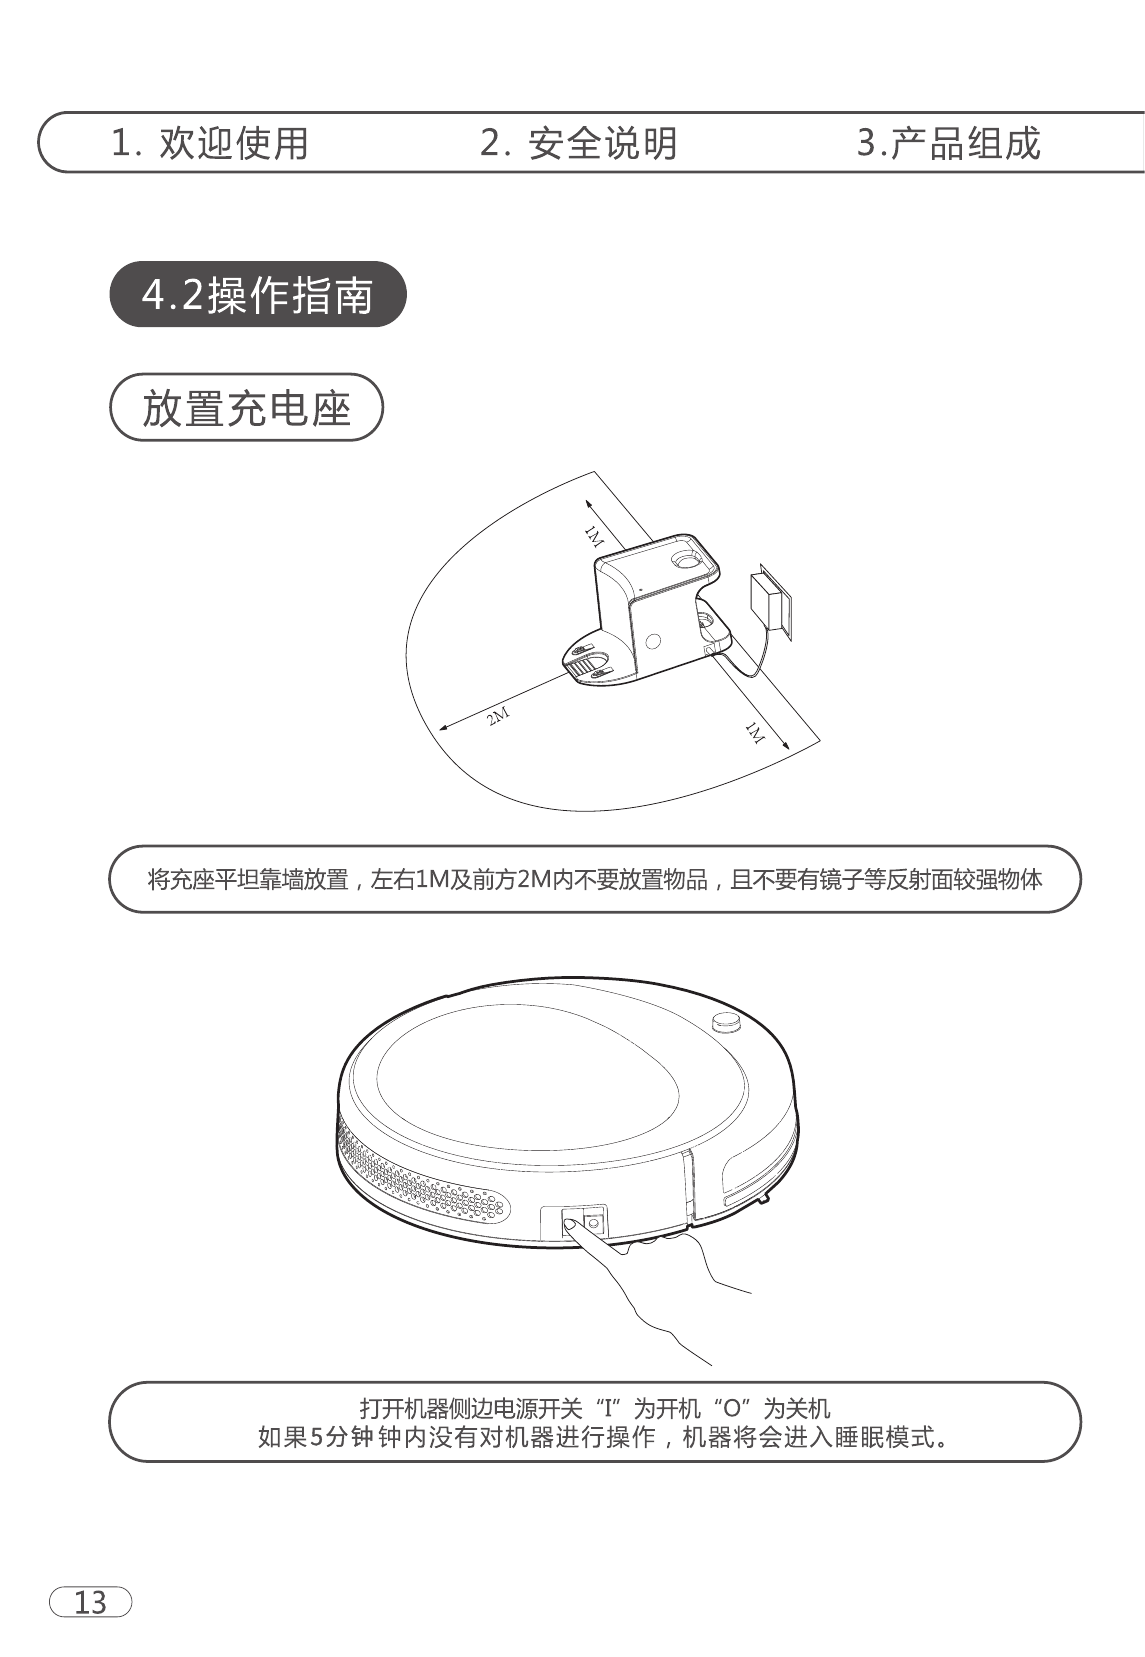 1. 欢迎使用 2. 安全说明 3.产品组成
4.2操作指南
放置充电座
1M
2M
1M
将充座平坦靠墙放置，左右1M及前方2M内不要放置物品，且不要有镜子等反射面较强物体
打开机器侧边电源开关“I”为开机“O”为关机
如果5分钟钟内没有对机器进行操作，机器将会进入睡眠模式。
13